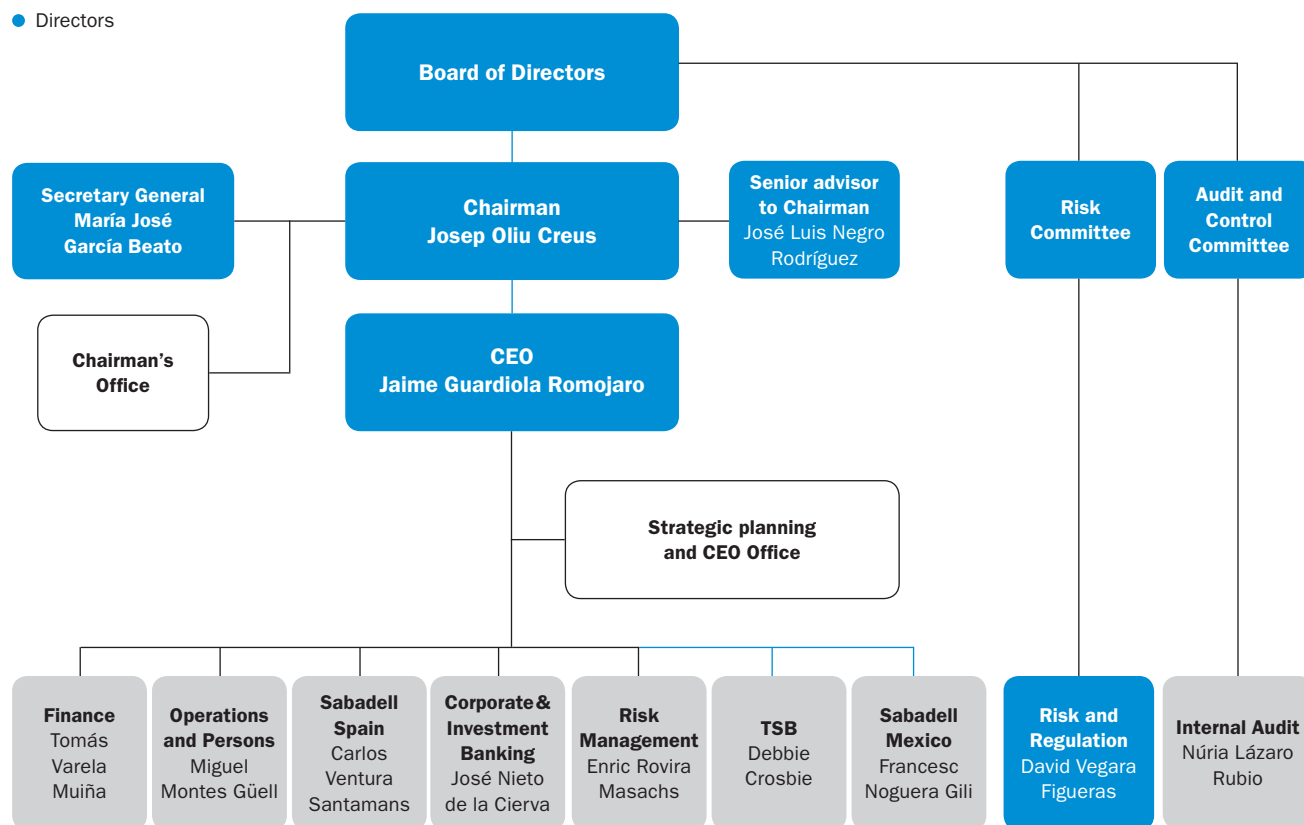 Directors
Board of Directors
Secretary General
María José
García Beato
Chairman
Josep Oliu Creus
Senior advisor
to Chairman
José Luis Negro
Rodríguez
Risk
Committee
Audit and
Control
Committee
Chairman's
Office
CEO
Jaime Guardiola Romojaro
Strategic planning
and CEO Office
Finance
Tomás
Varela
Muiña
Operations
and Persons
Miguel
Montes Güell
Sabadell
Spain
Carlos
Ventura
Santamans
Corporate &
Investment
Banking
José Nieto
de la Cierva
Risk
Management
Enric Rovira
Masachs
TSB
Debbie
Crosbie
Sabadell
Mexico
Francesc
Noguera Gili
Risk and
Regulation
David Vegara
Figueras
Internal Audit
Núria Lázaro
Rubio